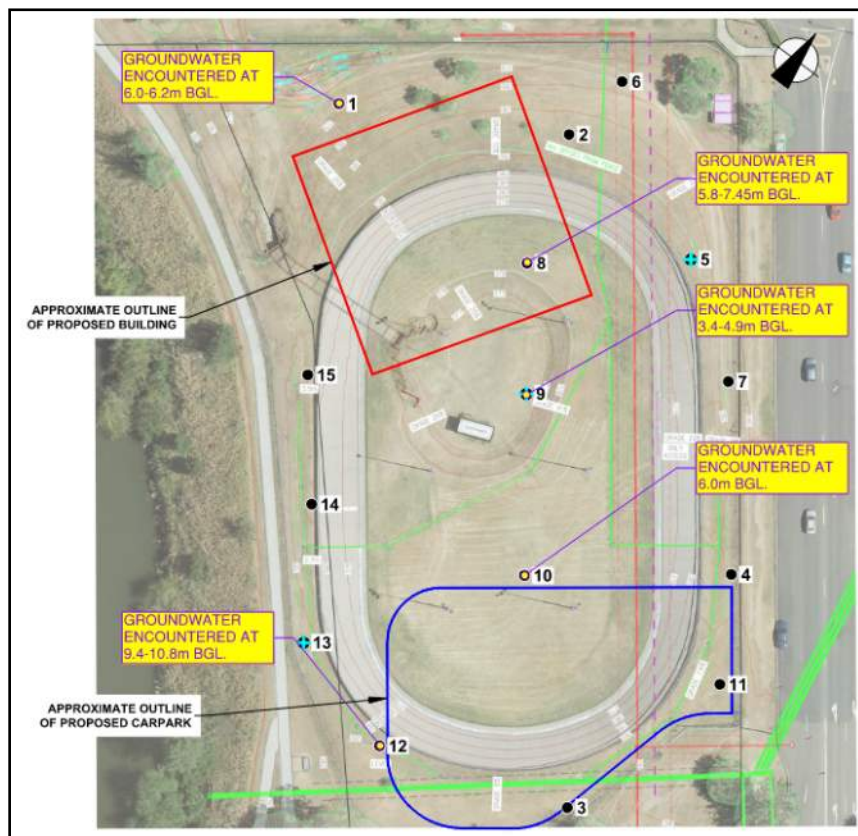 GROUNDWATER
ENCOUNTERED AT
6.0-6.2m BGL.
1
6
2
GROUNDWATER
ENCOUNTERED AT
5.8-7.45m BGL.
8
5
APPROXIMATE OUTLINE
OF PROPOSED BUILDING
GROUNDWATER
ENCOUNTERED AT
3.4-4.9m BGL.
15
9
7
GROUNDWATER
ENCOUNTERED AT
6.0m BGL.
14
10
4
GROUNDWATER
ENCOUNTERED AT
9.4-10.8m BGL.
13
11
APPROXIMATE OUTLINE
OF PROPOSED CARPARK
12
3